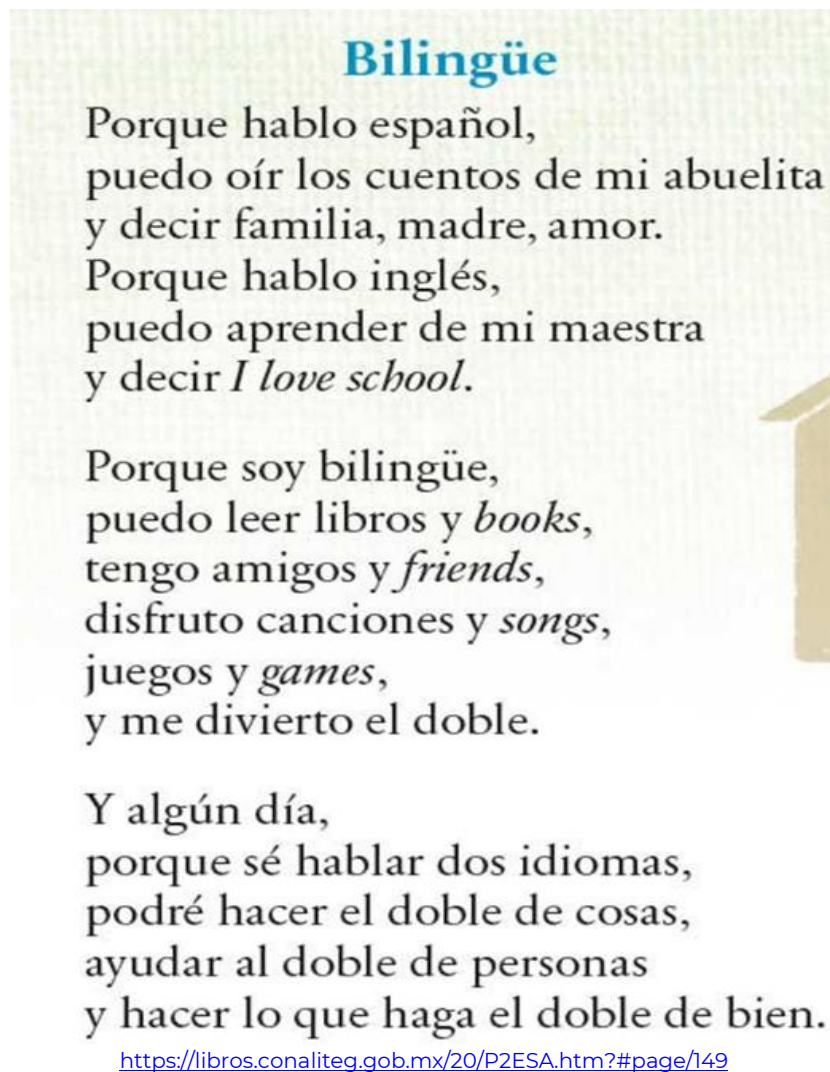 Bilingüe
Porque hablo español,
puedo oír los cuentos de mi abuelita
y decir familia, madre, amor.
Porque hablo inglés,
puedo aprender de mi maestra
y decir I love school.
Porque soy bilingüe,
puedo leer libros y books,
tengo amigos y friends,
disfruto canciones y songs,
juegos y games,
y me divierto el doble.
Y algún día,
porque sé hablar dos idiomas,
podré hacer el doble de cosas,
ayudar al doble de personas
y hacer lo que haga el doble de bien.
https://libros.conaliteg.gob.mx/20/P2ESA.htm?#page/149